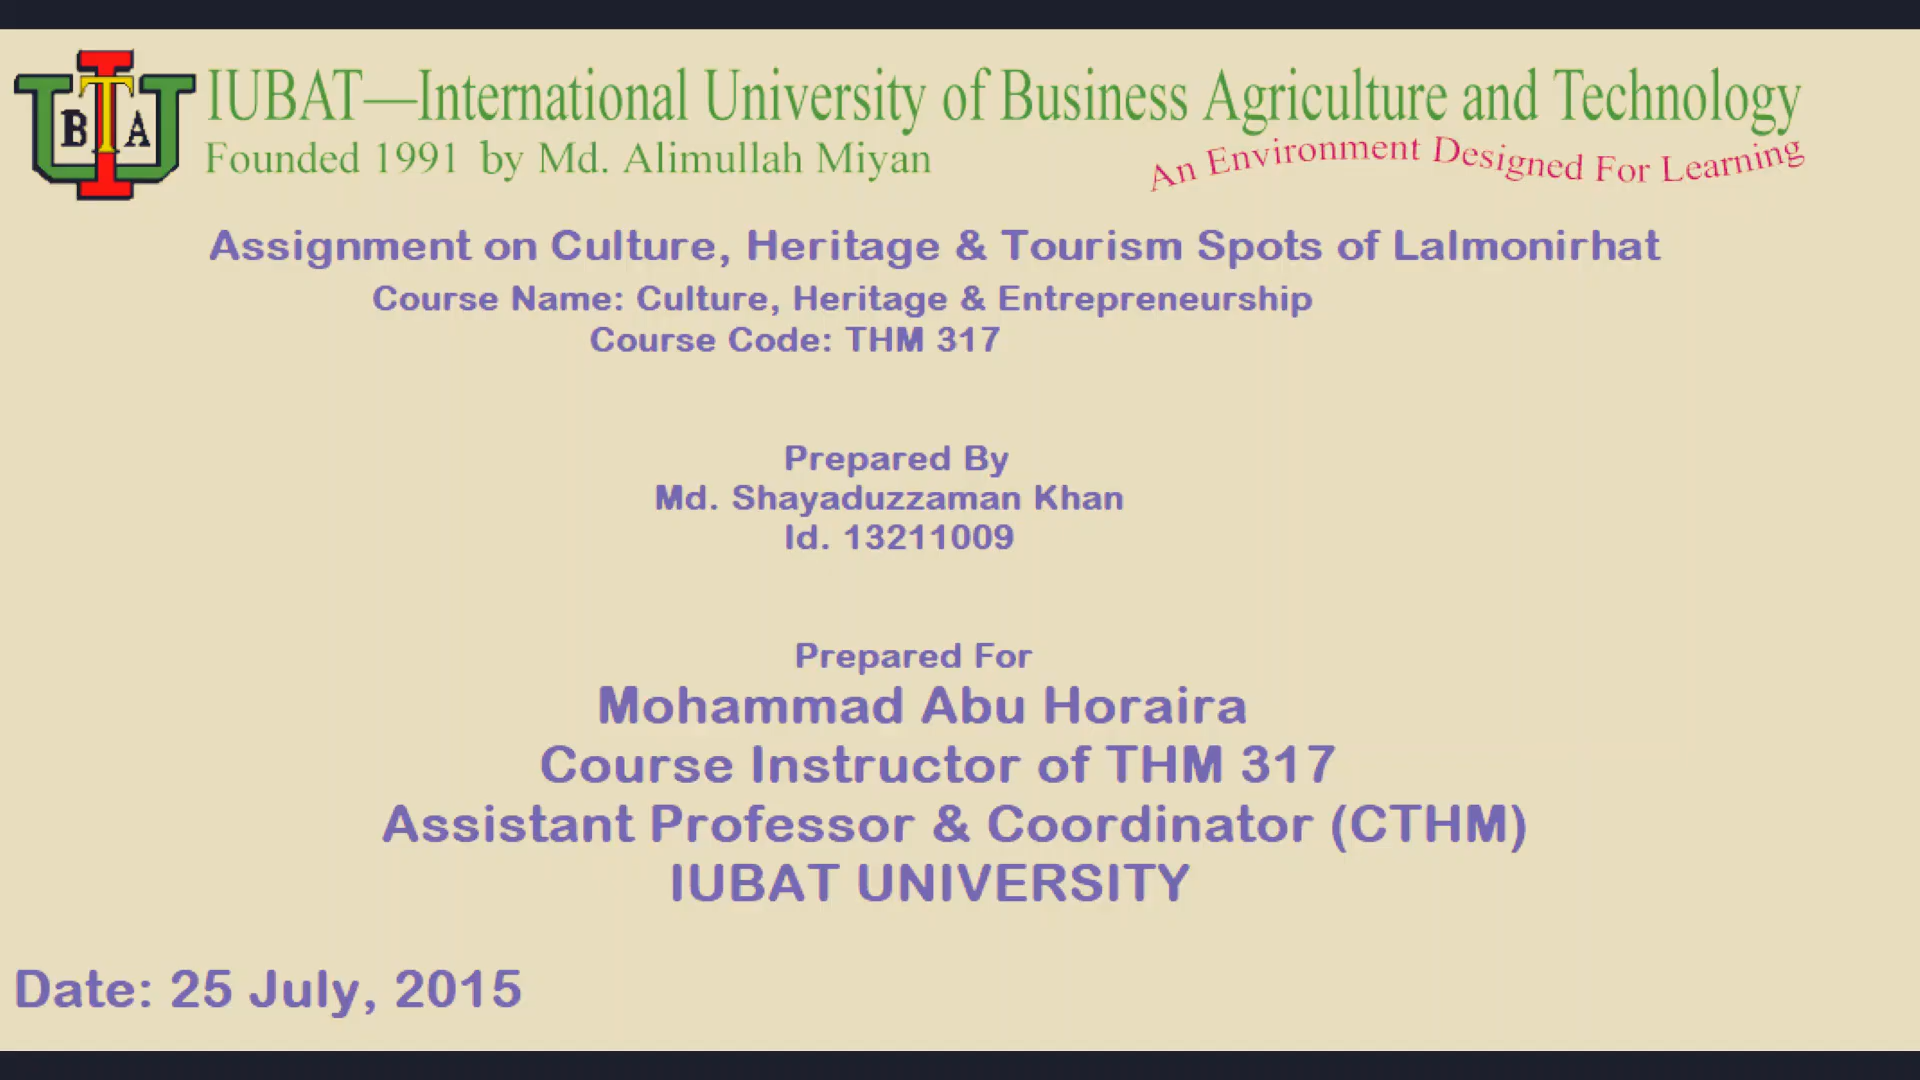 IUBAT—International University of Business Agriculture and Technology
Founded 1991 by Md. Alimullah Miyan
An Environment Designed For Learning
Assignment on Culture, Heritage & Tourism Spots of Lalmonirhat
Course Name: Culture, Heritage & Entrepreneurship
Course Code: THM 317
Prepared By
Md. Shayaduzzaman Khan
Id. 13211009
Prepared For
Mohammad Abu Horaira
Course Instructor of THM 317
Assistant Professor & Coordinator (CTHM)
IUBAT UNIVERSITY
Date: 25 July, 2015